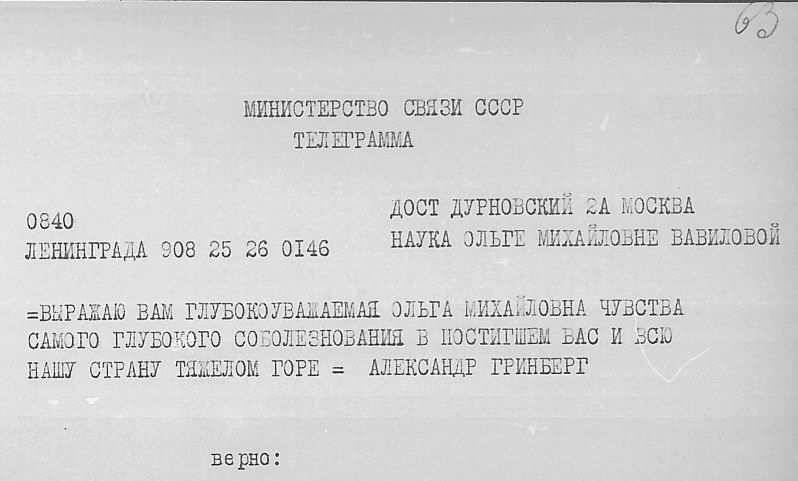 63
МИНИСТЕРСТВО СВЯЗИ СССР
ТЕЛЕГРАММА
0840
ЛЕНИНГРАДА 908 25 26 0I46
ДОСТ ДУРНОВСКИЙ 2А МОСКВА
НАУКА ОЛЬГЕ МИХАЙЛОВНЕ ВАВИЛОВОЙ
=ВЫРАЖАЮ ВАМ ГЛУБОКОУВАЖАЕМАЯ ОЛЬГА МИХАЙЛОВНА ЧУВСТВА
САМОГО ГЛУБОКОГО СОБОЛЕЗНОВАНИЯ В ПОСТИГШЕМ ВАС И ВСЮ
НАШУ СТРАНУ ТЯЖЕЛОМ ГОРЕ = АЛЕКСАНДР ГРИНБЕРГ
верно: